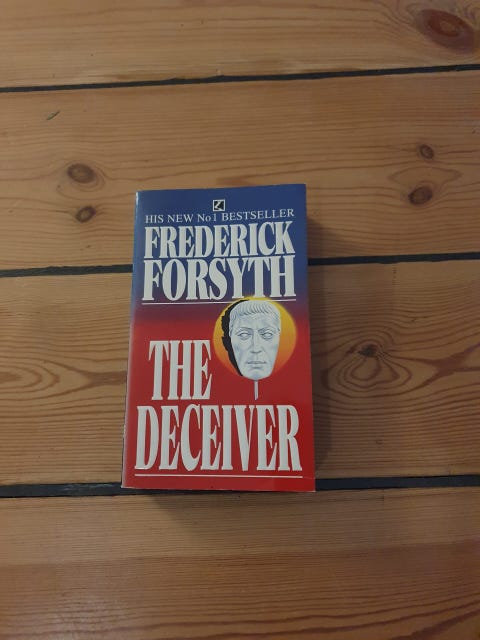 HIS NEW No1 BESTSELLER
FREDERICK
FORSYTH
THE
DECEIVER